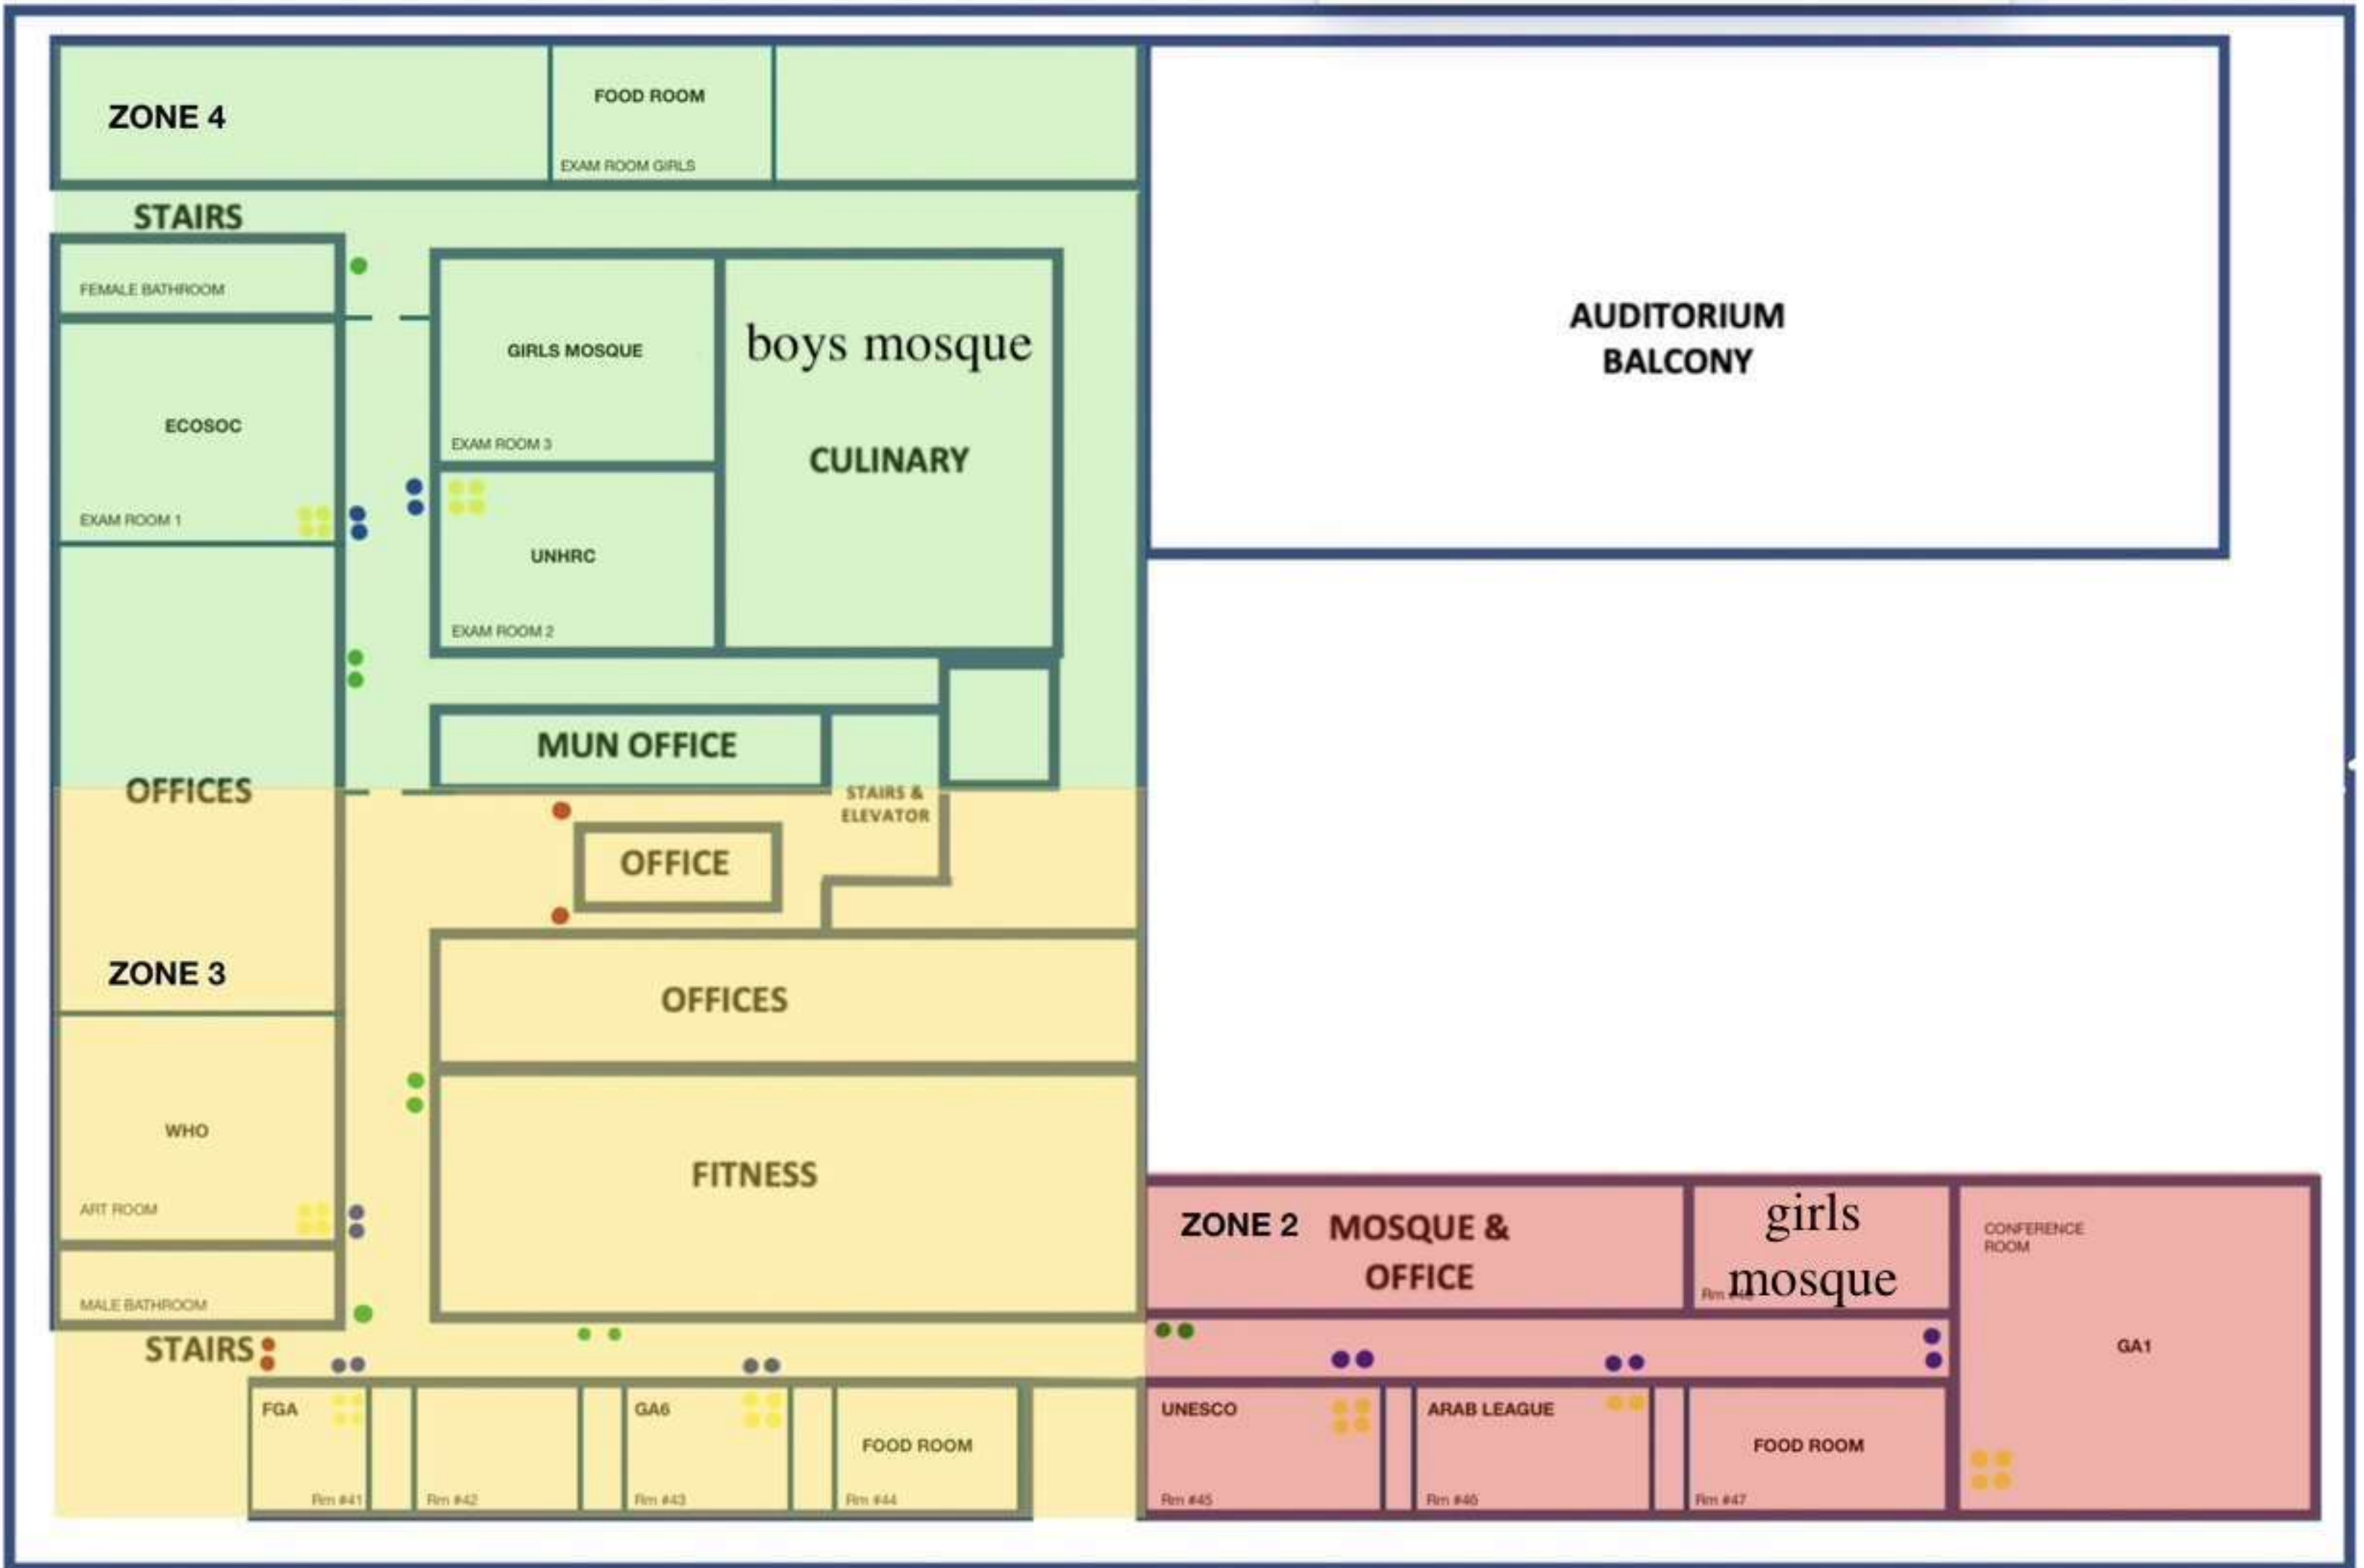 ZONE 4
FOOD ROOM
EXAM ROOM GIRLS
STAIRS
FEMALE BATHROOM
ECOSOC
EXAM ROOM 1
GIRLS MOSQUE
EXAM ROOM 3
boys mosque
CULINARY
UNHRC
EXAM ROOM 2
AUDITORIUM
BALCONY
MUN OFFICE
OFFICES
STAIRS &
ELEVATOR
OFFICE
ZONE 3
OFFICES
WHO
ART ROOM
FITNESS
MALE BATHROOM
STAIRS
ZONE 2
MOSQUE &
OFFICE
girls
mosque
Rm
CONFERENCE
ROOM
GA1
FGA
Rm #41
Rm #42
GA6
Rm #43
FOOD ROOM
Rm #44
UNESCO
Rm #45
ARAB LEAGUE
Rm #46
FOOD ROOM
Rm #47